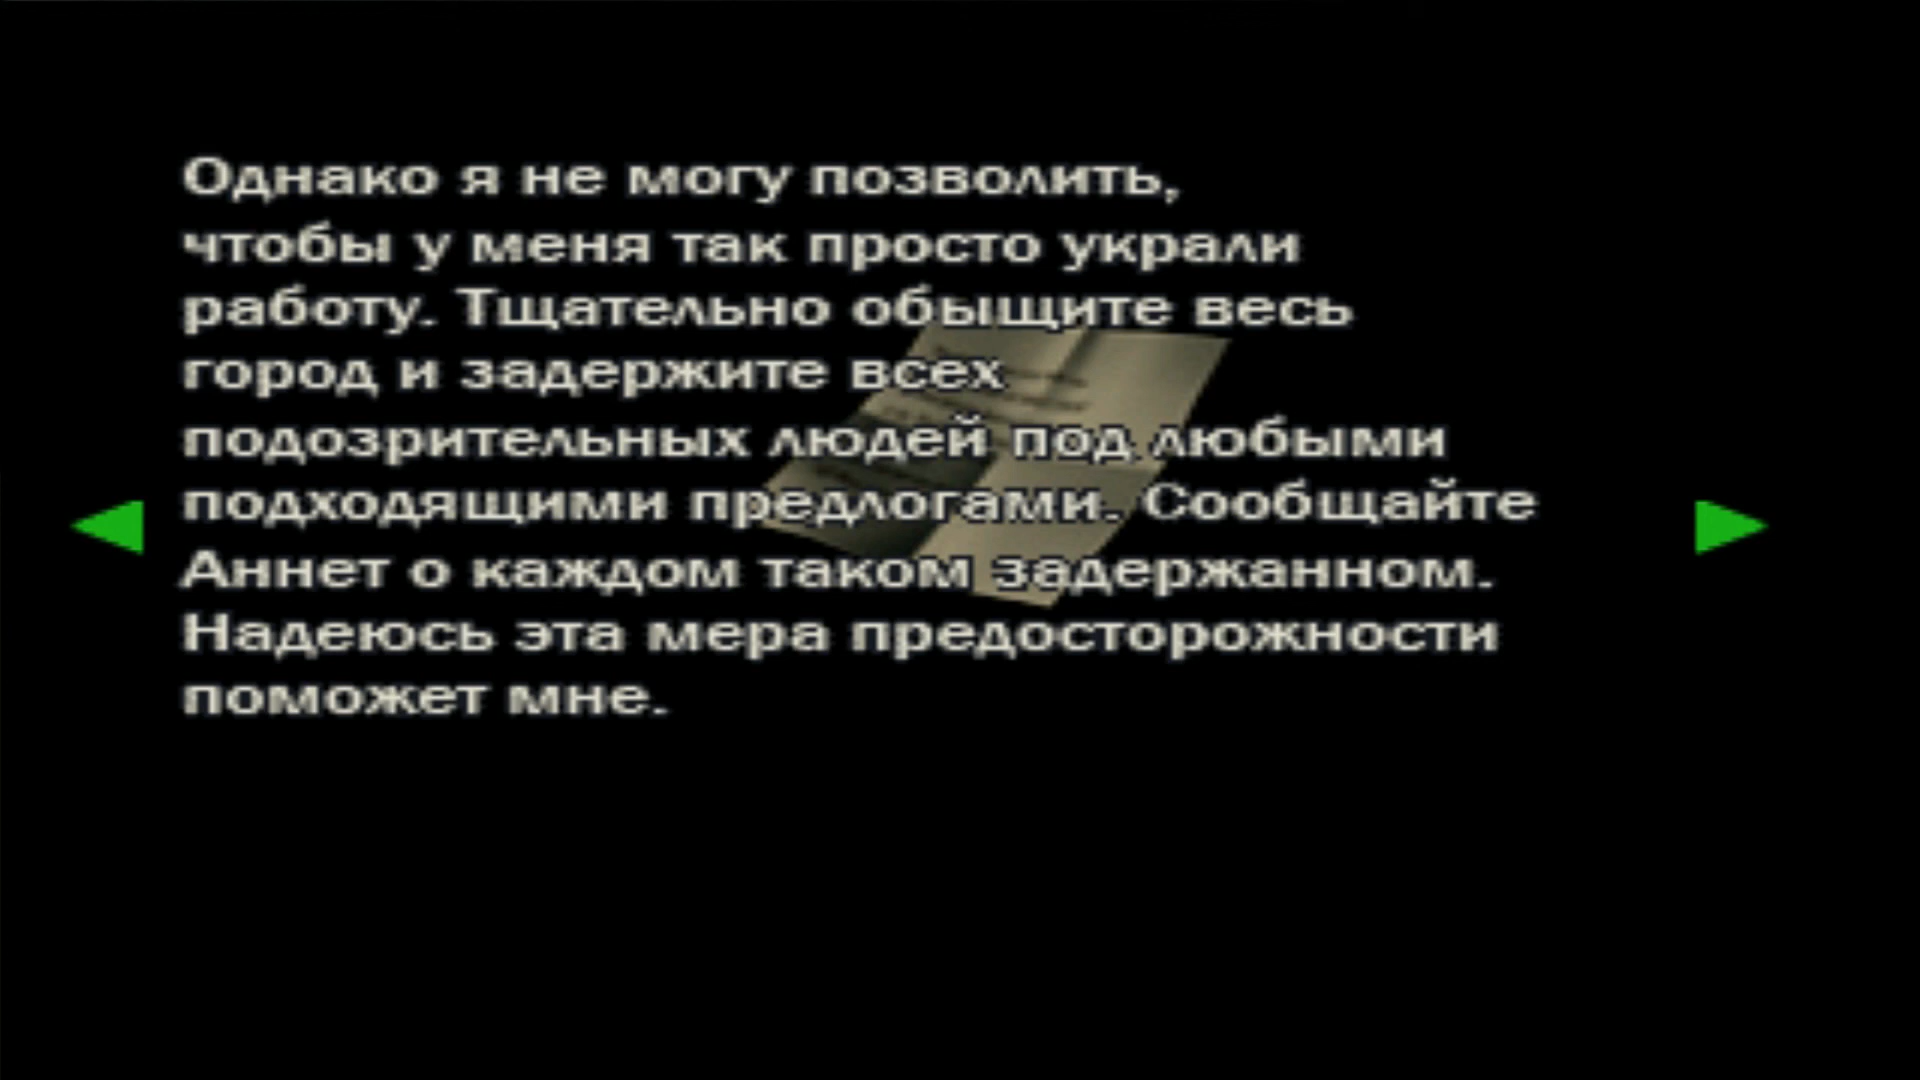 Однако я не могу позволить,
чтобы у меня так просто украли
работу. Тщательно обыщите весь
город и задержите всех
подозрительных людей под любыми
подходящими предлогами. Сообщайте
Аннет о каждом таком задержанном.
Надеюсь эта мера предосторожности
поможет мне.